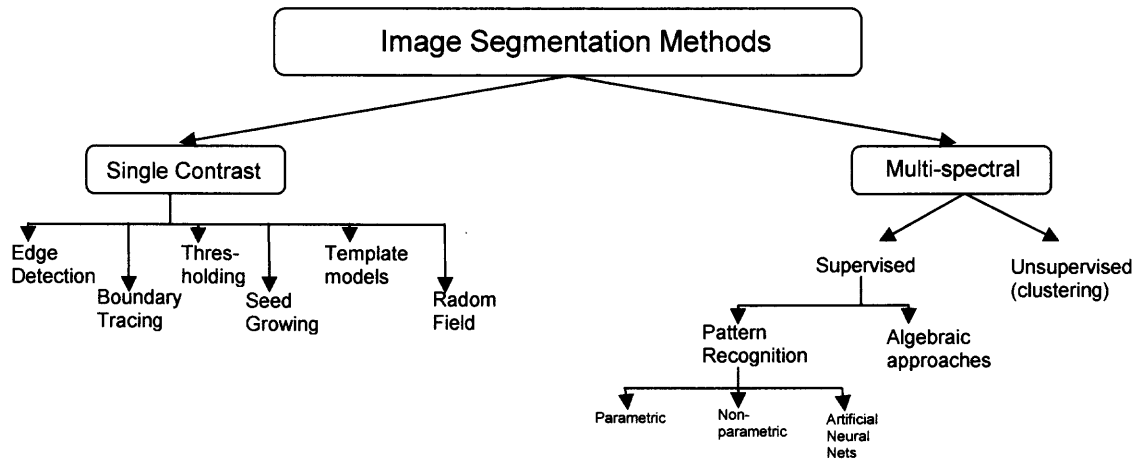 Image Segmentation Methods
Single Contrast
Multi-spectral
Edge
Detection
Boundary
Tracing
Thres-
holding
Seed
Growing
Template
models
Radom
Field
Supervised
Unsupervised
(clustering)
Pattern
Recognition
Algebraic
approaches
Parametric
Non-
parametric
Artificial
Neural
Nets